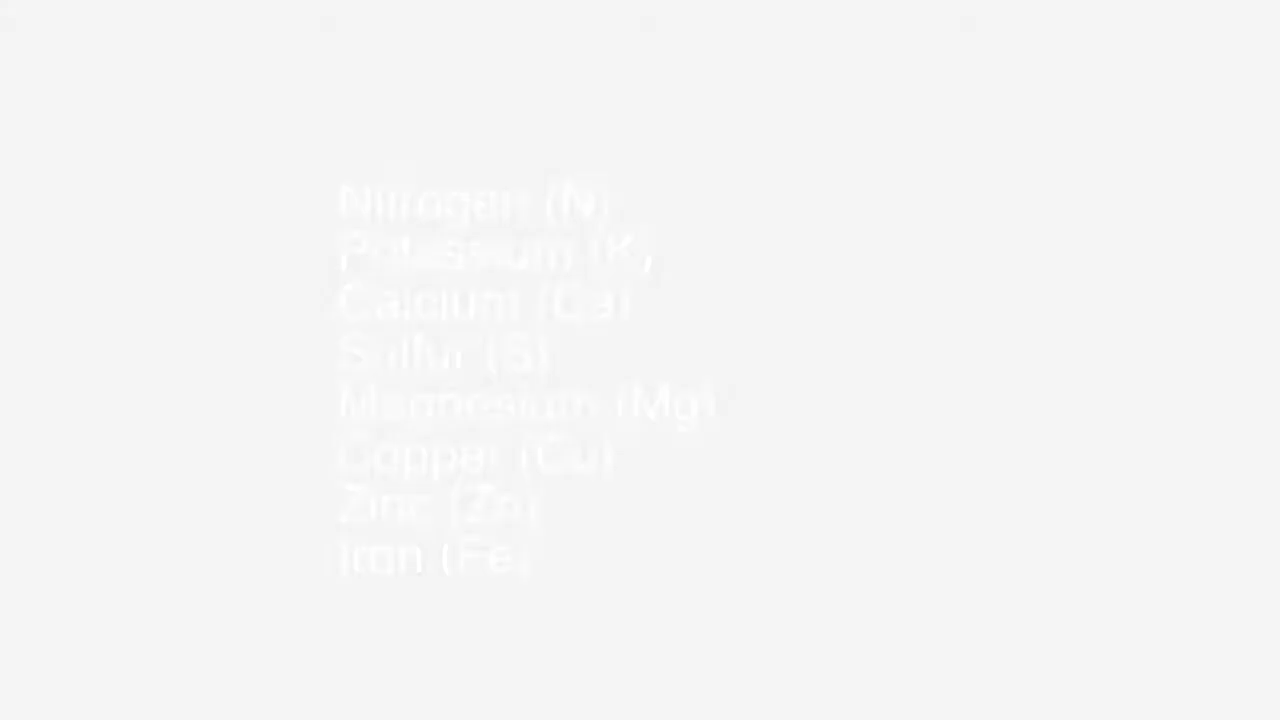 Nitrogen (N)
Potassium (K)
Calcium (Ca)
Sulfur (S)
Magnesium (Mg)
Copper (Cu)
Zinc (Zn)
Iron (Fe)